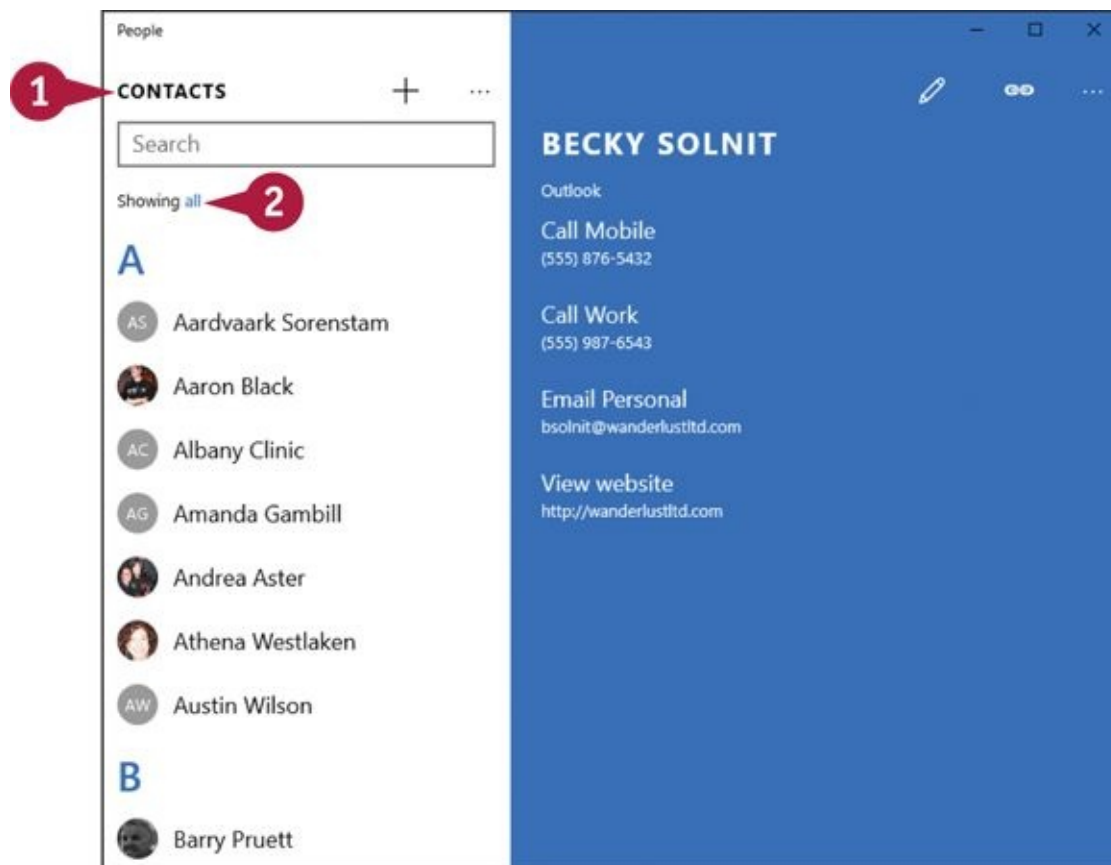 People
1
CONTACTS
Search
Showing all
2
A
AS Aardvaark Sorenstam
Aaron Black
AC Albany Clinic
AG Amanda Gambill
Andrea Aster
Athena Westlaken
AW Austin Wilson
B
Barry Pruett
BECKY SOLNIT
Outlook
Call Mobile
(555) 876-5432
Call Work
(555) 987-6543
Email Personal
bsolnit@wanderlustltd.com
View website
http://wanderlustltd.com